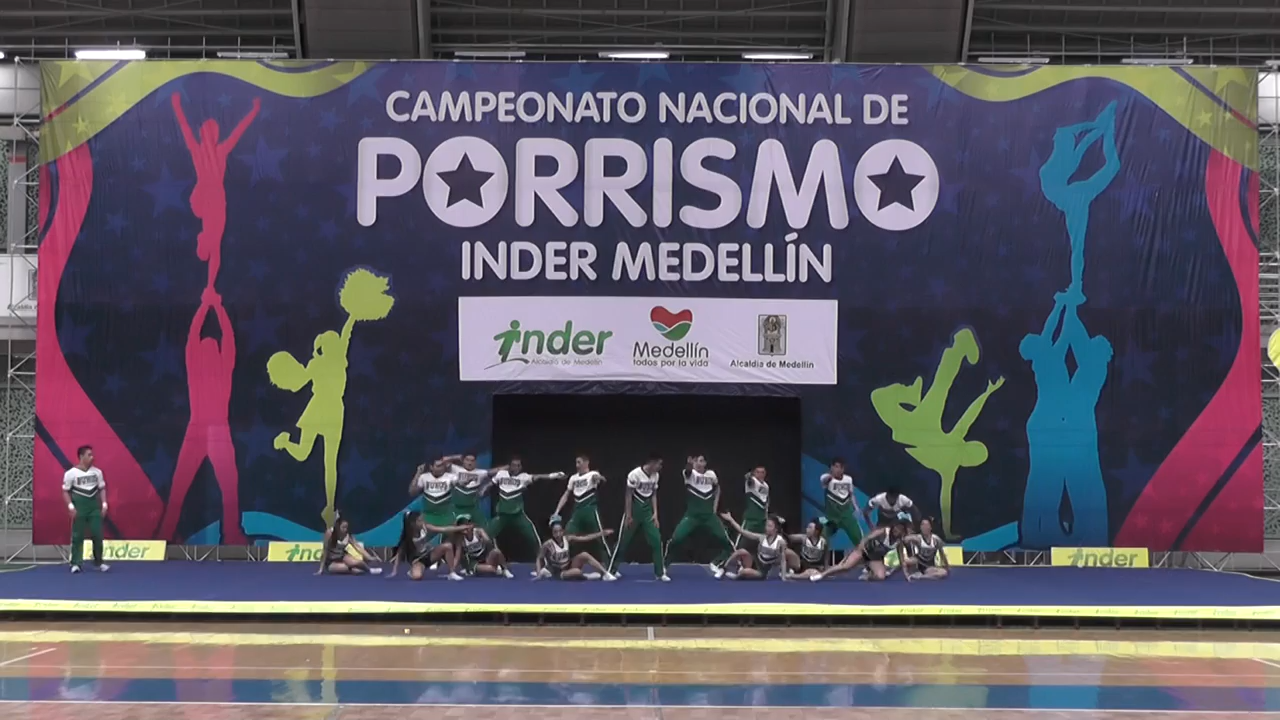 CAMPEONATO NACIONAL DE
PORRISMO
INDER MEDELLÍN
inder
Alcaldía de Medellín
Medellín
todos por la vida
Alcaldía de Medellín
inder
inder